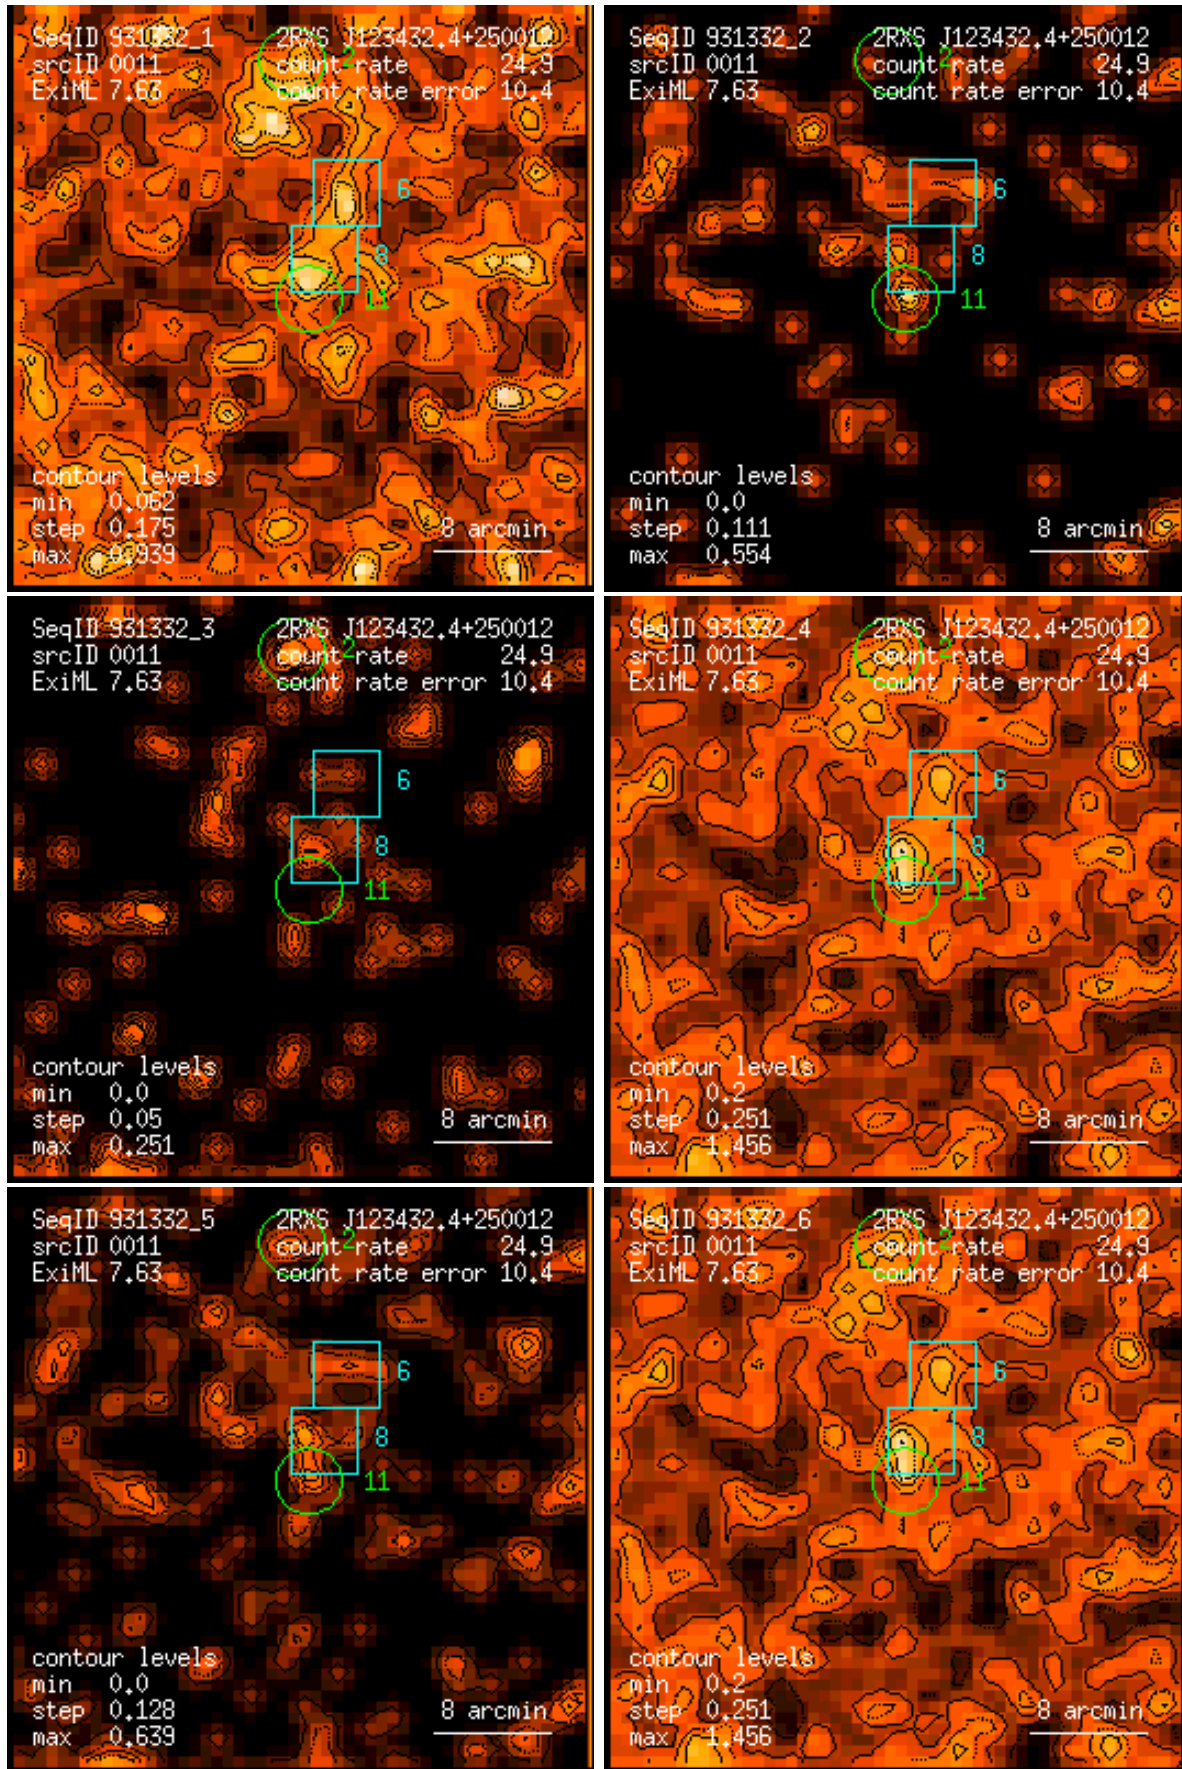 SeqID 931332_1 2RXS J123432.4+250012
srcID 0011 count rate 24.9
2
ExiML 7.63 count rate error 10.4
6
8
11
contour levels
min 0.062
step 0.175
max 0.939
8 arcmin
SeqID 931332_2 2RXS J123432.4+250012
srcID 0011 count rate 24.9
2
ExiML 7.63 count rate error 10.4
6
8
11
contour levels
min 0.0
step 0.111
max 0.554
8 arcmin
SeqID 931332_3 2RXS J123432.4+250012
srcID 0011 count rate 24.9
2
ExiML 7.63 count rate error 10.4
6
8
11
contour levels
min 0.0
step 0.05
max 0.251
8 arcmin
SeqID 931332_4 2RXS J123432.4+250012
srcID 0011 count rate 24.9
2
ExiML 7.63 count rate error 10.4
6
8
11
contour levels
min 0.2
step 0.251
max 1.456
8 arcmin
SeqID 931332_5 2RXS J123432.4+250012
srcID 0011 count rate 24.9
2
ExiML 7.63 count rate error 10.4
6
8
11
contour levels
min 0.0
step 0.128
max 0.639
8 arcmin
SeqID 931332_6 2RXS J123432.4+250012
srcID 0011 count rate 24.9
2
ExiML 7.63 count rate error 10.4
6
8
11
contour levels
min 0.2
step 0.251
max 1.456
8 arcmin